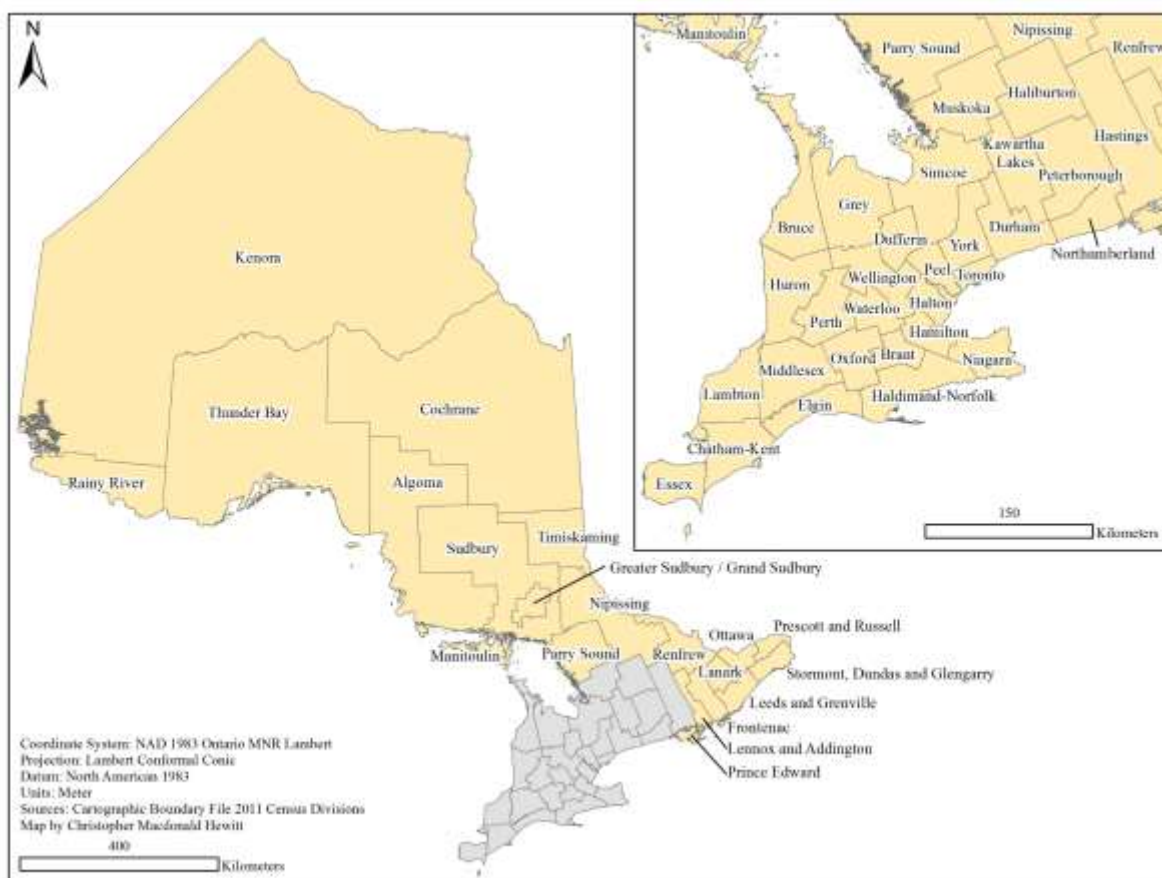 N
Kenora
Thunder Bay
Cochrane
Rainy River
Algoma
Sudbury
Timiskaming
Greater Sudbury / Grand Sudbury
Nipissing
Manitoulin
Parry Sound
Renfrew
Ottawa
Prescott and Russell
Lanark
Stormont, Dundas and Glengarry
Leeds and Grenville
Frontenac
Lennox and Addington
Prince Edward
Coordinate System: NAD 1983 Ontario MNR Lambert
Projection: Lambert Conformal Conic
Datum: North American 1983
Units: Meter
Sources: Cartographic Boundary File 2011 Census Divisions
Map by Christopher Macdonald Hewitt
400
Kilometers
Manitoulin
Parry Sound
Nipissing
Renfrew
Muskoka
Haliburton
Hastings
Kawartha
Lakes
Simcoe
Peterborough
Grey
Bruce
Dufferin
York
Durham
Northamberland
Huron
Wellington
Peel
Toronto
Waterloo
Halton
Perth
Hamilton
Oxford
Brant
Niagara
Middlesex
Lambton
Elgin
Haldimand-Norfolk
Chatham-Kent
Essex
150
Kilometers